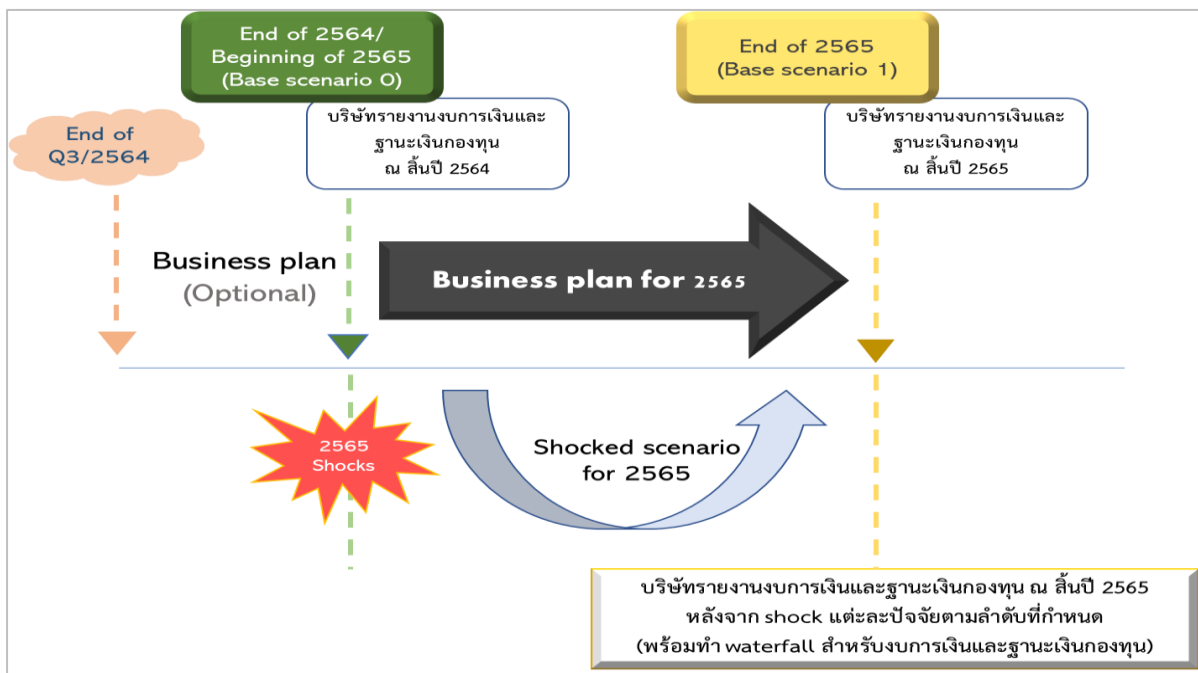 End of 2564/
Beginning of 2565
(Base scenario 0)
End of 2565
(Base scenario 1)
บริษัทรายงานงบการเงินและ
ฐานะเงินกองทุน
ณ สิ้นปี 2564
บริษัทรายงานงบการเงินและ
ฐานะเงินกองทุน
ณ สิ้นปี 2565
End of
Q3/2564
Business plan
(Optional)
Business plan for 2565
2565
Shocks
Shocked scenario
for 2565
บริษัทรายงานงบการเงินและฐานะเงินกองทุน ณ สิ้นปี 2565
หลังจาก shock แต่ะละปัจจัยตามลำดับที่กำหนด
(พร้อมทำ waterfall สำหรับงบการเงินและฐานะเงินกองทุน)